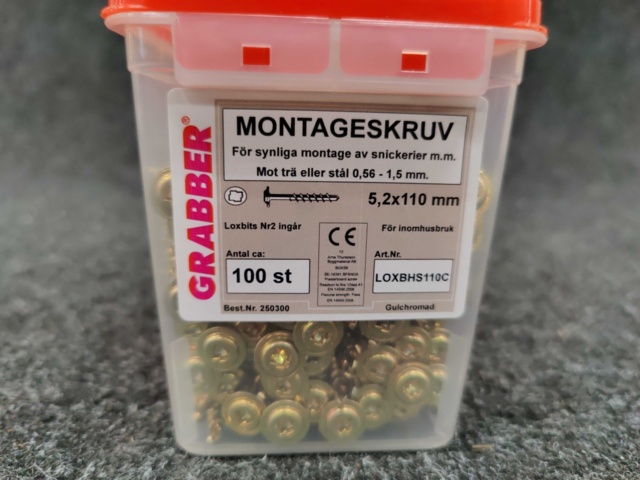 GRABBER®
MONTAGESKRUV
För synliga montage av snickerier m.m.
Mot trä eller stål 0,56 - 1,5 mm.
5,2x110 mm
Loxbits Nr2 ingår
För inomhusbruk
Antal ca:
100 st
CE
Art.Nr.
LOXBHS110C
Best.Nr. 250300
Gulchromad